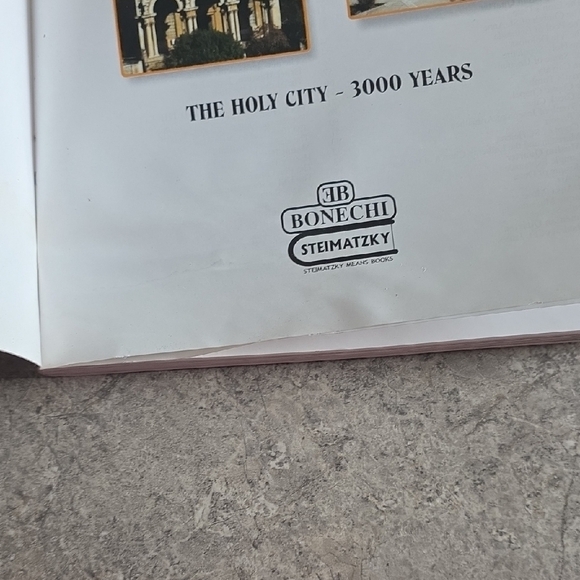 THE HOLY CITY - 3000 YEARS
EB
BONECHI
STEIMATZKY
STEIMATZKY MEANS BOOKS